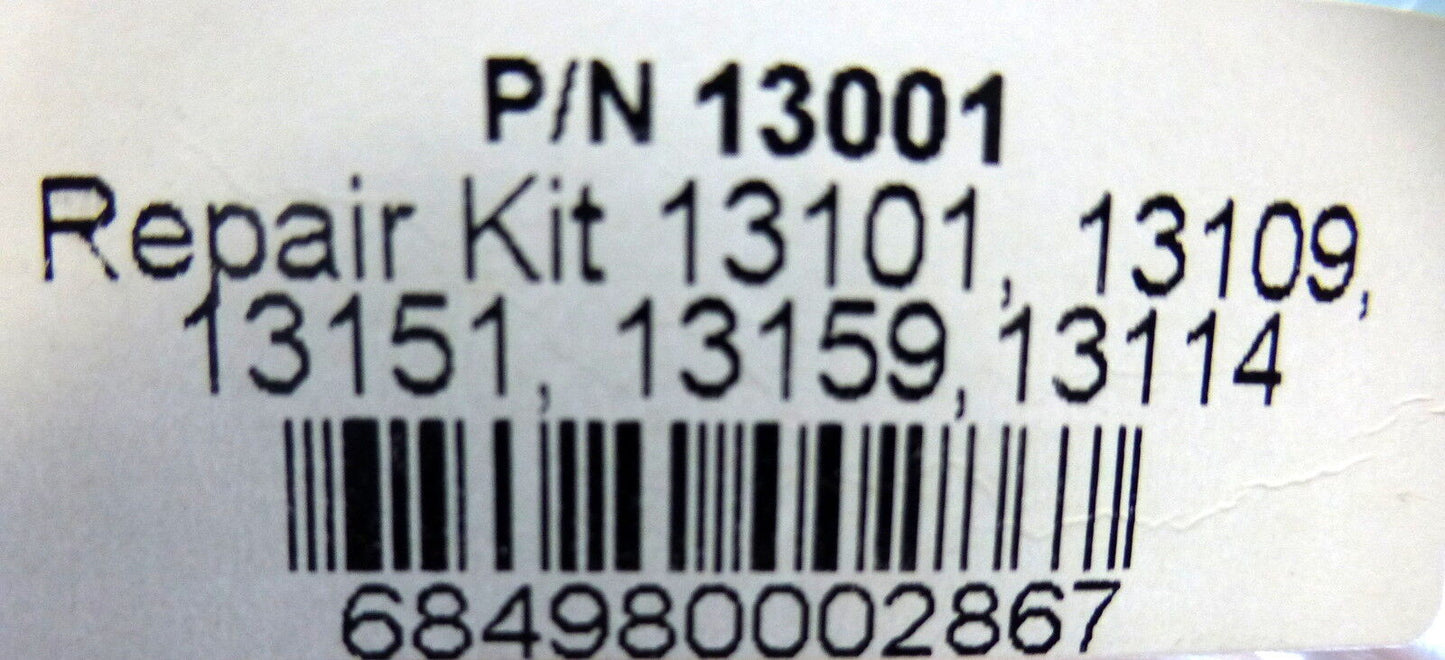 P/N 13001
Repair Kit 13101, 13109,
13151, 13159,13114
684980002867